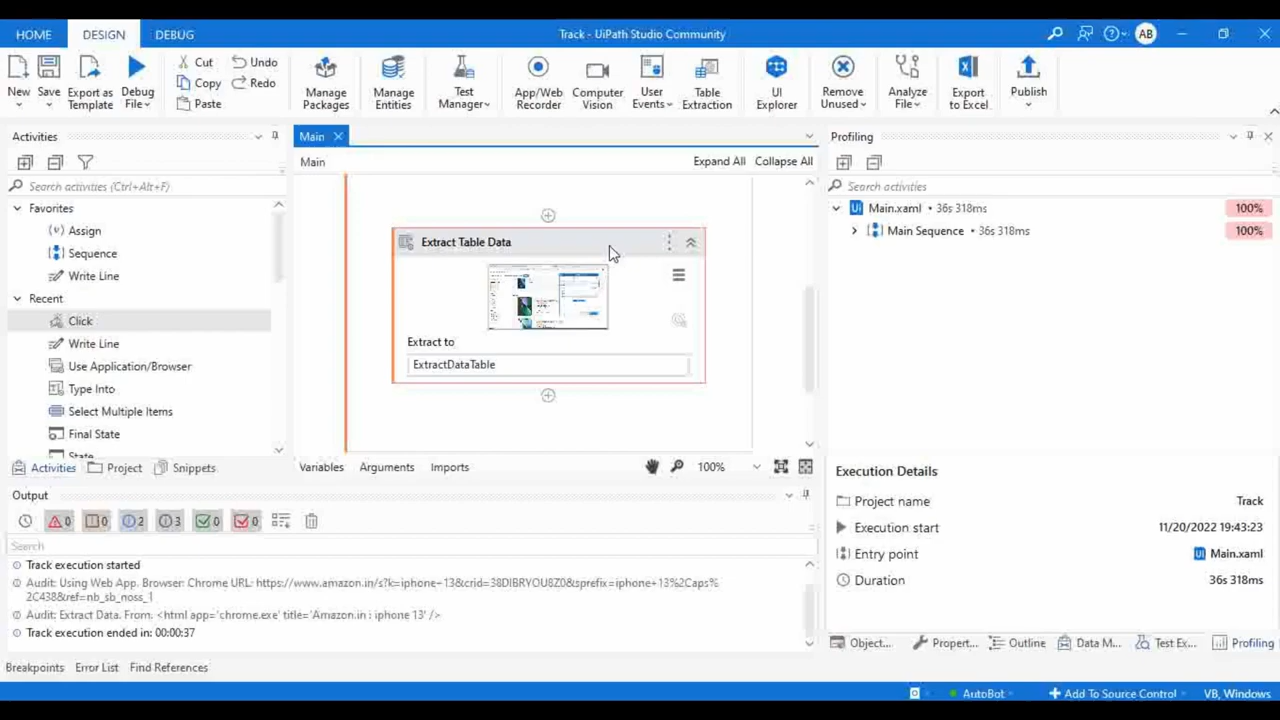 HOME
DESIGN
DEBUG
Track - UiPath Studio Community
AB
New
Save
Export as Template
Debug File
Cut
Copy
Paste
Undo
Redo
Manage Packages
Manage Entities
Test Manager
App/Web Recorder
Computer Vision
User Events
Table Extraction
UI Explorer
Remove Unused
Analyze File
Export to Excel
Publish
Activities
Search activities (Ctrl+Alt+F)
Favorites
Assign
Sequence
Write Line
Recent
Click
Write Line
Use Application/Browser
Type Into
Select Multiple Items
Final State
State
Activities
Project
Snippets
Main
Main
Expand All
Collapse All
Extract Table Data
Extract to
ExtractDataTable
Variables
Arguments
Imports
100%
Profiling
Search activities
Main.xaml • 36s 318ms
100%
Main Sequence • 36s 318ms
100%
Execution Details
Project name
Track
Execution start
11/20/2022 19:43:23
Entry point
Main.xaml
Duration
36s 318ms
Object...
Propert...
Outline
Data M...
Test Ex...
Profiling
Output
0
0
2
3
0
0
Search
Track execution started
Audit: Using Web App. Browser: Chrome URL: https://www.amazon.in/s?k=iphone+13&crid=38DIBRYOU8Z0&sprefix=iphone+13%2Caps%
2C438&ref=nb_sb_noss_1
Audit: Extract Data. From: <html app='chrome.exe' title='Amazon.in : iphone 13' />
Track execution ended in: 00:00:37
Breakpoints
Error List
Find References
AutoBot
Add To Source Control
VB, Windows